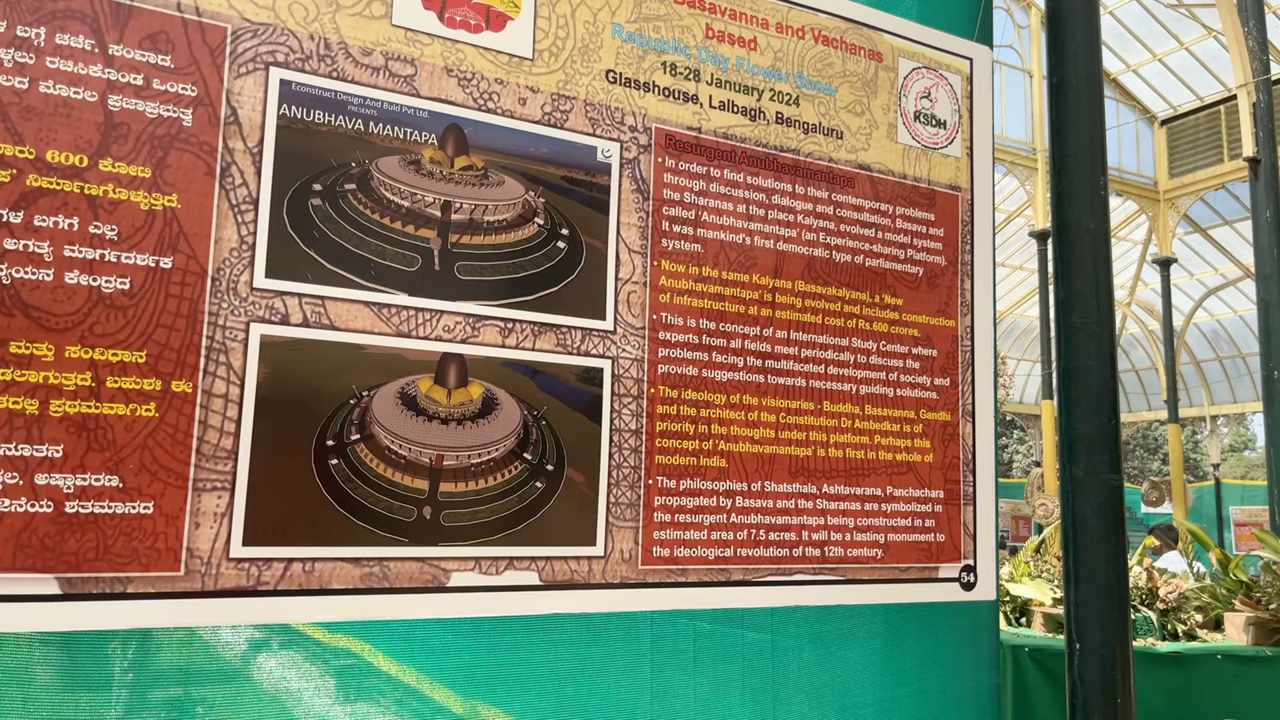 ಬಗ್ಗೆ ಚರ್ಚೆ, ಸಂವಾದ,
ರಚಿಸಿಕೊಂಡ ಒಂದು
ಮೊದಲ ಪ್ರಜಾಪ್ರಭುತ್ವ
600 ಕೋಟಿ
ನಿರ್ಮಾಣಗೊಳ್ಳುತ್ತಿದೆ.
ಬಗೆಗೆ ಎಲ್ಲ
ಅಗತ್ಯ ಮಾರ್ಗದರ್ಶಕ
ಕೇಂದ್ರದ
ಮತ್ತು ಸಂವಿಧಾನ
ಬಹುಶಃ ಈ
ಪ್ರಥಮವಾಗಿದೆ.
ನೂತನ
ಅಷ್ಟಾವರಣ,
ಶತಮಾನದ
Econstruct Design And Buld Pvt Ltd.
PRESENTS
ANUBHAVA MANTAPA
Basavanna and Vachanas
based
Republic Day Flower Show
18-28 January 2024
Glasshouse, Lalbagh, Bengaluru
KSDH
Resurgent Anubhavamantapa
• In order to find solutions to their contemporary problems
through discussion, dialogue and consultation, Basava and
the Sharanas at the place Kalyana, evolved a model system
called 'Anubhavamantapa' (an Experience-sharing Platform).
It was mankind's first democratic type of parliamentary
system.
• Now in the same Kalyana (Basavakalyana), a 'New
Anubhavamantapa' is being evolved and includes construction
of infrastructure at an estimated cost of Rs.600 crores.
• This is the concept of an International Study Center where
experts from all fields meet periodically to discuss the
problems facing the multifaceted development of society and
provide suggestions towards necessary guiding solutions.
• The ideology of the visionaries - Buddha, Basavanna, Gandhi
and the architect of the Constitution Dr Ambedkar is of
priority in the thoughts under this platform. Perhaps this
concept of 'Anubhavamantapa' is the first in the whole of
modern India.
• The philosophies of Shatsthala, Ashtavarana, Panchachara
propagated by Basava and the Sharanas are symbolized in
the resurgent Anubhavamantapa being constructed in an
estimated area of 7.5 acres. It will be a lasting monument to
the ideological revolution of the 12th century.
54